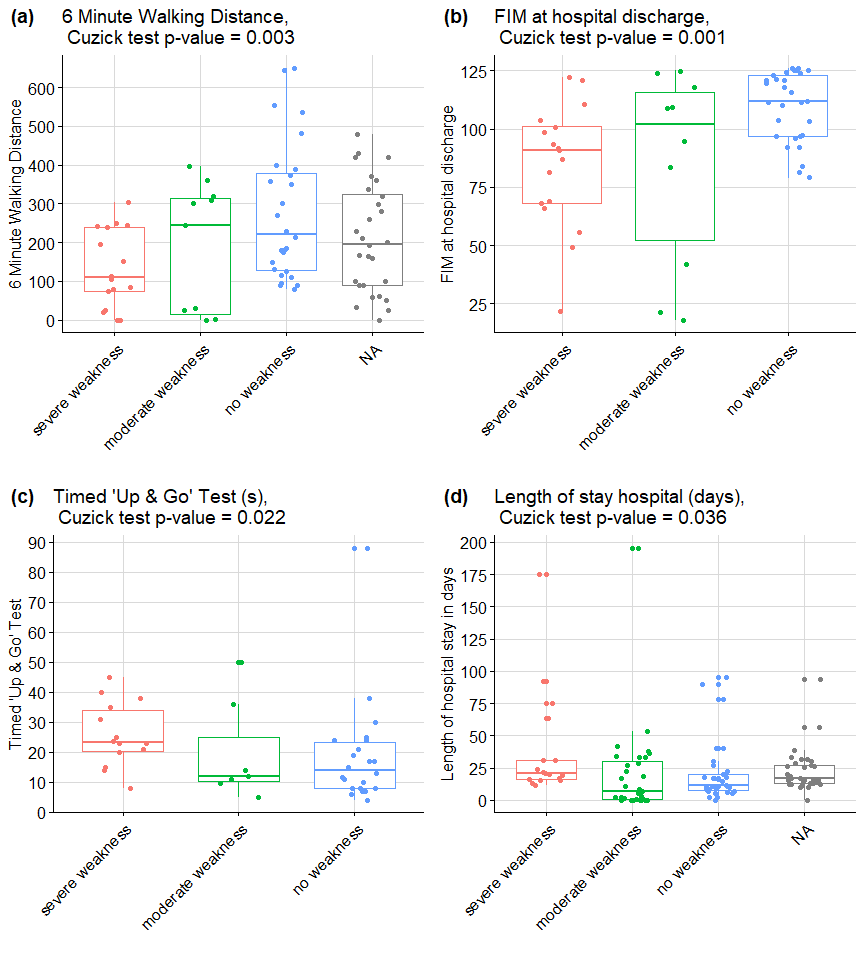 (a) 6 Minute Walking Distance,
Cuzick test p-value = 0.003
6 Minute Walking Distance
600
500
400
300
200
100
0
severe weakness
moderate weakness
no weakness
NA
(b) FIM at hospital discharge,
Cuzick test p-value = 0.001
FIM at hospital discharge
125
100
75
50
25
severe weakness
moderate weakness
no weakness
(c) Timed 'Up & Go' Test (s),
Cuzick test p-value = 0.022
Timed 'Up & Go' Test
90
80
70
60
50
40
30
20
10
0
severe weakness
moderate weakness
no weakness
(d) Length of stay hospital (days),
Cuzick test p-value = 0.036
Length of hospital stay in days
200
175
150
125
100
75
50
25
0
severe weakness
moderate weakness
no weakness
NA